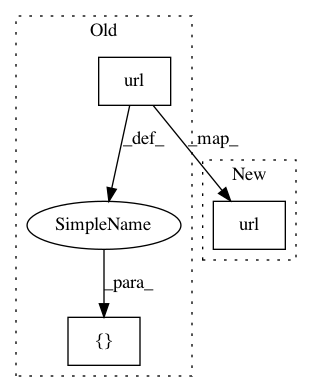 Old
url
_def_
_map_
New
SimpleName
url
_para_
{}